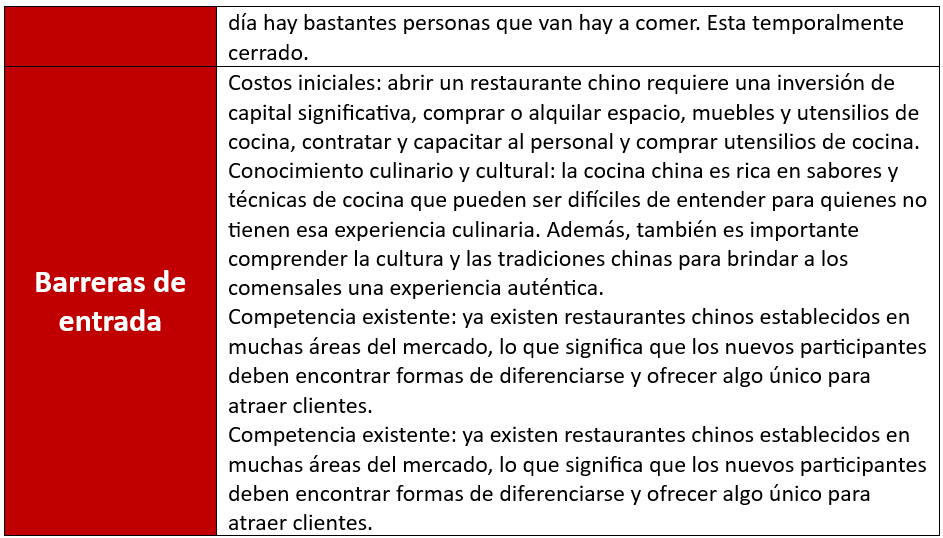 día hay bastantes personas que van hay a comer. Esta temporalmente
cerrado.
Barreras de
entrada
Costos iniciales: abrir un restaurante chino requiere una inversión de
capital significativa, comprar o alquilar espacio, muebles y utensilios de
cocina, contratar y capacitar al personal y comprar utensilios de cocina.
Conocimiento culinario y cultural: la cocina china es rica en sabores y
técnicas de cocina que pueden ser difíciles de entender para quienes no
tienen esa experiencia culinaria. Además, también es importante
comprender la cultura y las tradiciones chinas para brindar a los
comensales una experiencia auténtica.
Competencia existente: ya existen restaurantes chinos establecidos en
muchas áreas del mercado, lo que significa que los nuevos participantes
deben encontrar formas de diferenciarse y ofrecer algo único para
atraer clientes.
Competencia existente: ya existen restaurantes chinos establecidos en
muchas áreas del mercado, lo que significa que los nuevos participantes
deben encontrar formas de diferenciarse y ofrecer algo único para
atraer clientes.